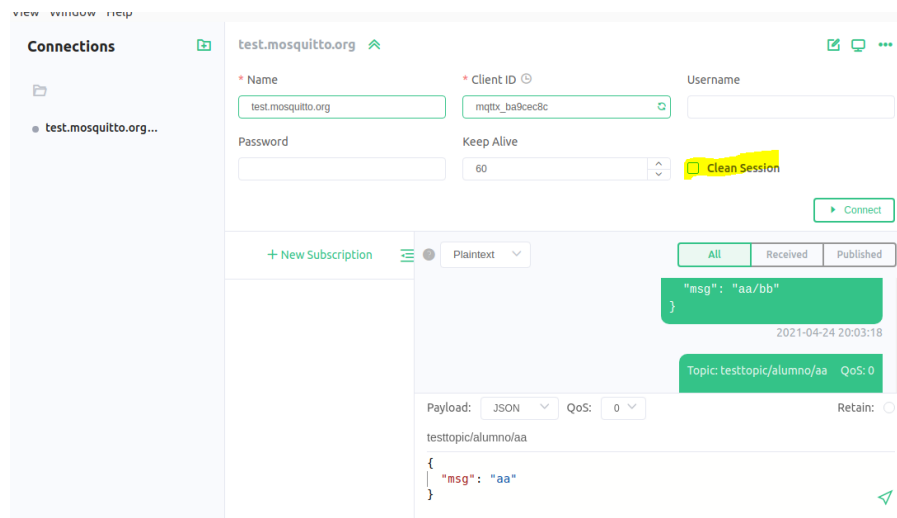 View Window Help
Connections
test.mosquitto.org
* Name
* Client ID
Username
test.mosquitto.org
mqttx_ba9cec8c
test.mosquitto.org...
Password
Keep Alive
60
Clean Session
Connect
+ New Subscription
Plaintext
All
Received
Published
"msg": "aa/bb"
}
2021-04-24 20:03:18
Topic: testtopic/alumno/aa QoS: 0
Payload: JSON QoS: 0
Retain:
testtopic/alumno/aa
{
"msg": "aa"
}